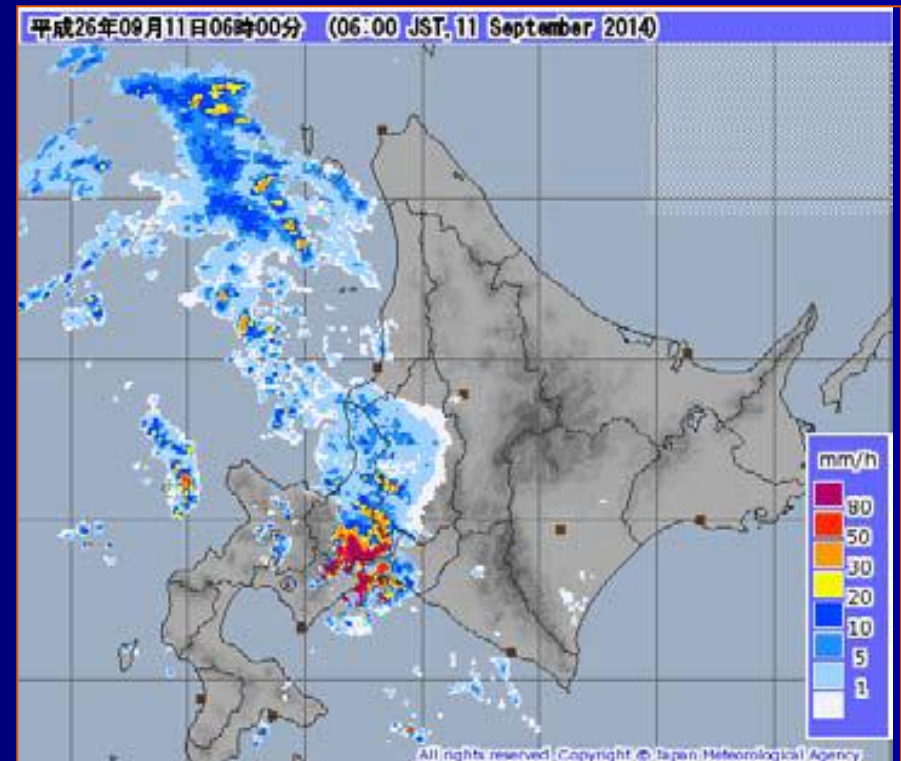 平成26年09月11日06時00分 (06:00 JST, 11 September 2014)
mm/h
80
50
30
20
10
5
1
All rights reserved. Copyright © Japan Meteorological Agency